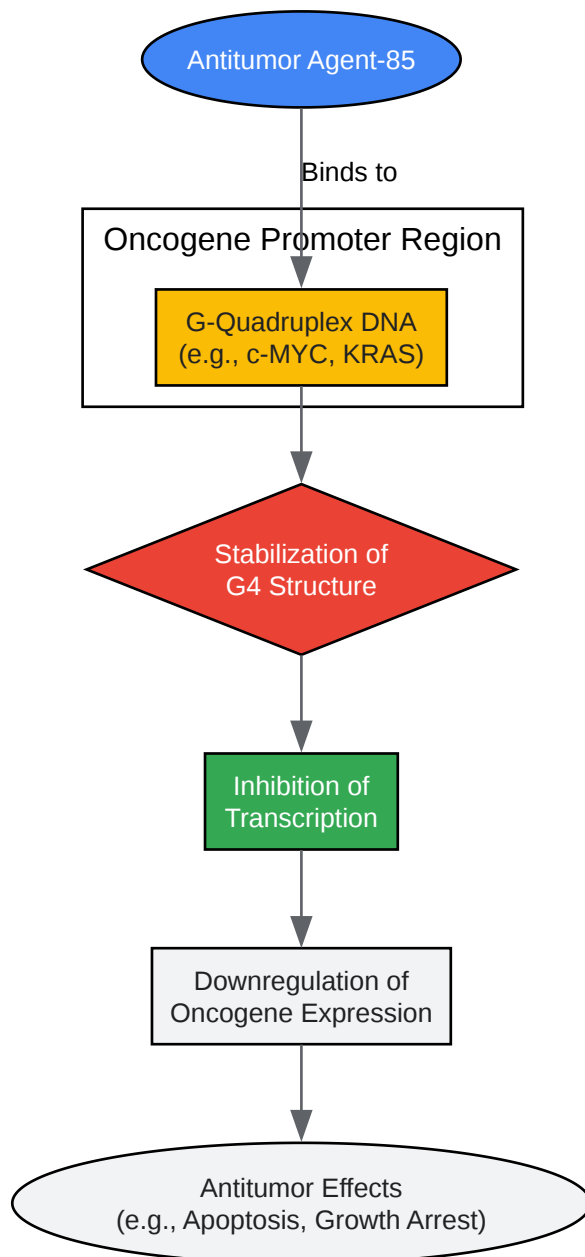 Antitumor Agent-85
Binds to
Oncogene Promoter Region
G-Quadruplex DNA
(e.g., c-MYC, KRAS)
Stabilization of
G4 Structure
Inhibition of
Transcription
Downregulation of
Oncogene Expression
Antitumor Effects
(e.g., Apoptosis, Growth Arrest)